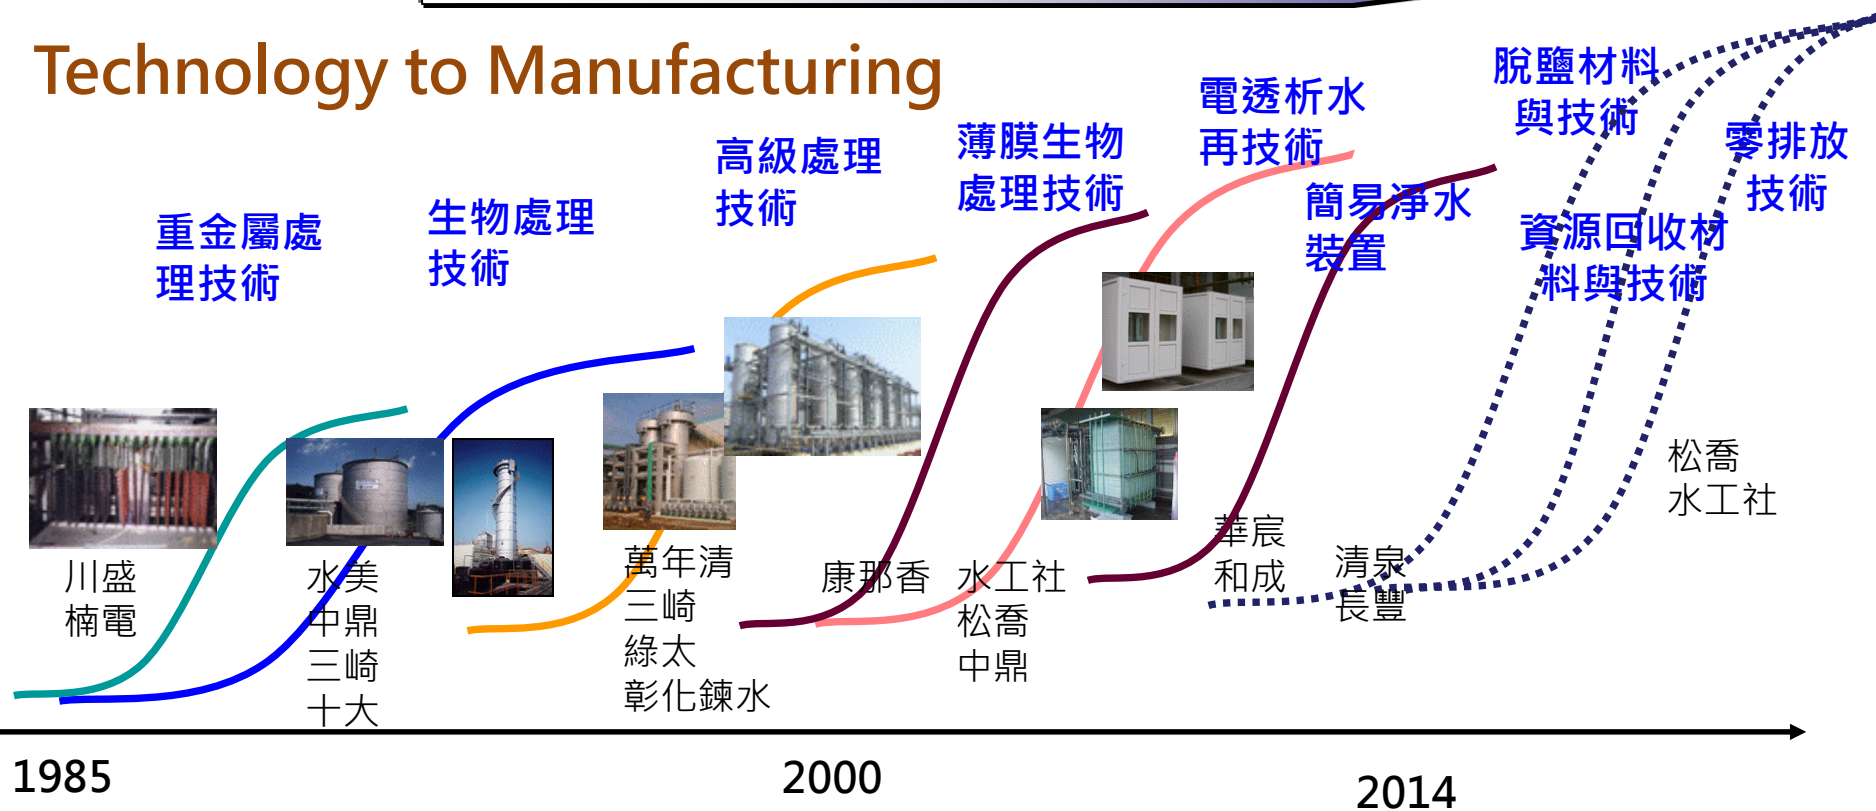 Technology to Manufacturing
重金屬處
理技術
生物處理
技術
高級處理
技術
薄膜生物
處理技術
電透析水
再技術
簡易淨水
裝置
脫鹽材料
與技術
資源回收材
料與技術
零排放
技術
川盛
楠電
水美
中鼎
三崎
十大
萬年清
三崎
綠太
彰化鍊水
康那香
水工社
松喬
中鼎
華宸
和成
清泉
長豐
松喬
水工社
1985
2000
2014